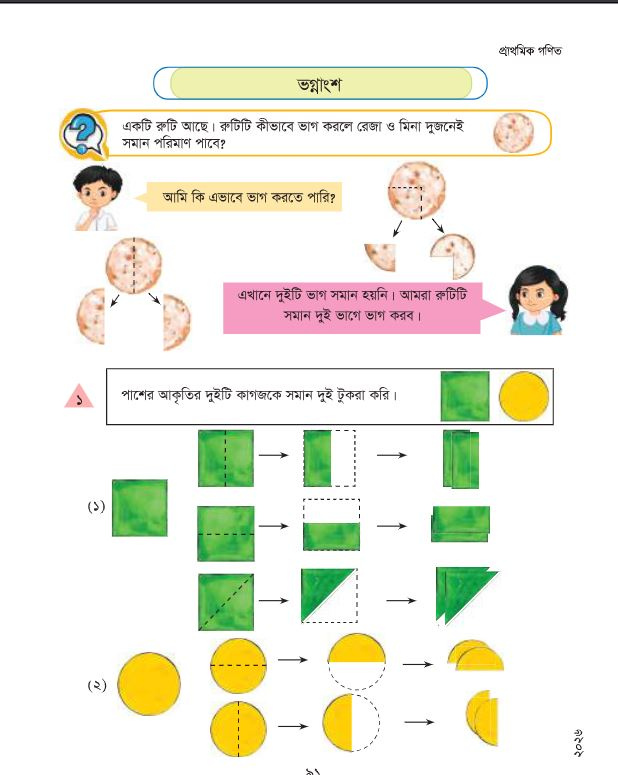 প্রাথমিক গণিত
ভগ্নাংশ
?
একটি রুটি আছে। রুটিটি কীভাবে ভাগ করলে রেজা ও মিনা দুজনেই
সমান পরিমাণ পাবে?
আমি কি এভাবে ভাগ করতে পারি?
এখানে দুইটি ভাগ সমান হয়নি। আমরা রুটিটি
সমান দুই ভাগে ভাগ করব।
১
পাশের আকৃতির দুইটি কাগজকে সমান দুই টুকরা করি।
(১)
(২)
২০২৬
৯১